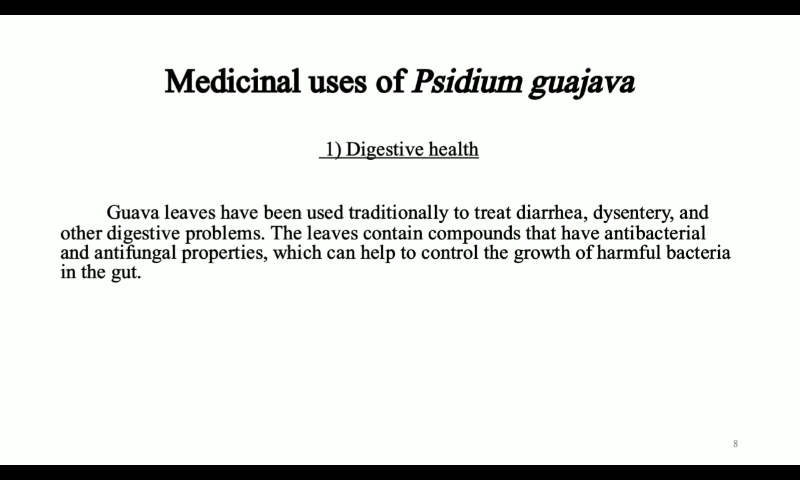 Medicinal uses of Psidium guajava
1) Digestive health
Guava leaves have been used traditionally to treat diarrhea, dysentery, and
other digestive problems. The leaves contain compounds that have antibacterial
and antifungal properties, which can help to control the growth of harmful bacteria
in the gut.
8